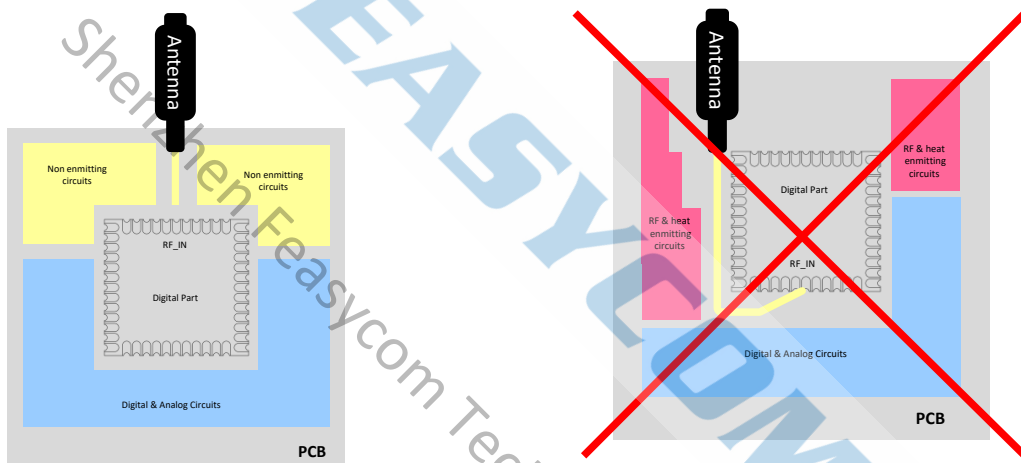 Antenna
Non enmitting
circuits
Non enmitting
circuits
RF_IN
Digital Part
Digital & Analog Circuits
PCB
Antenna
RF & heat
enmitting
circuits
Digital Part
RF & heat
enmitting
circuits
RF_IN
Digital & Analog Circuits
PCB
Shenzhen Feasycom Tec
EASYCOM